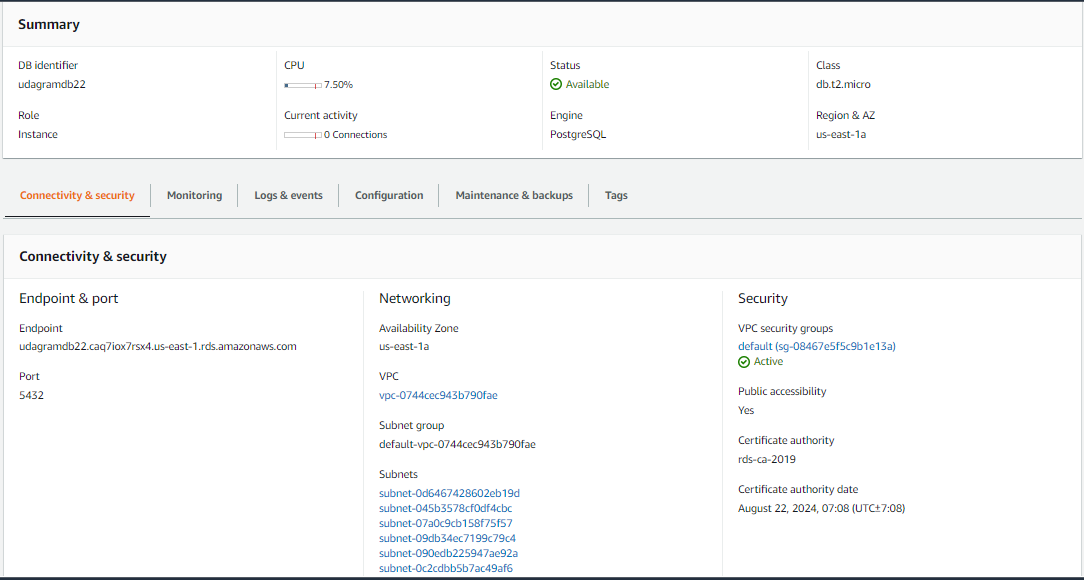 Summary
DB identifier
udagramdb22
CPU
7.50%
Status
Available
Class
db.t2.micro
Role
Instance
Current activity
0 Connections
Engine
PostgreSQL
Region & AZ
us-east-1a
Connectivity & security
Monitoring
Logs & events
Configuration
Maintenance & backups
Tags
Connectivity & security
Endpoint & port
Endpoint
udagramdb22.caq7iox7rsx4.us-east-1.rds.amazonaws.com
Port
5432
Networking
Availability Zone
us-east-1a
VPC
vpc-0744cec943b790fae
Subnet group
default-vpc-0744cec943b790fae
Subnets
subnet-0d6467428602eb19d
subnet-045b3578cf0df4cbc
subnet-07a0c9cb158f75f57
subnet-09db34ec7199c79c4
subnet-090edb225947ae92a
subnet-0c2cdbb5b7ac49af6
Security
VPC security groups
default (sg-08467e5f5c9b1e13a)
Active
Public accessibility
Yes
Certificate authority
rds-ca-2019
Certificate authority date
August 22, 2024, 07:08 (UTC±7:08)